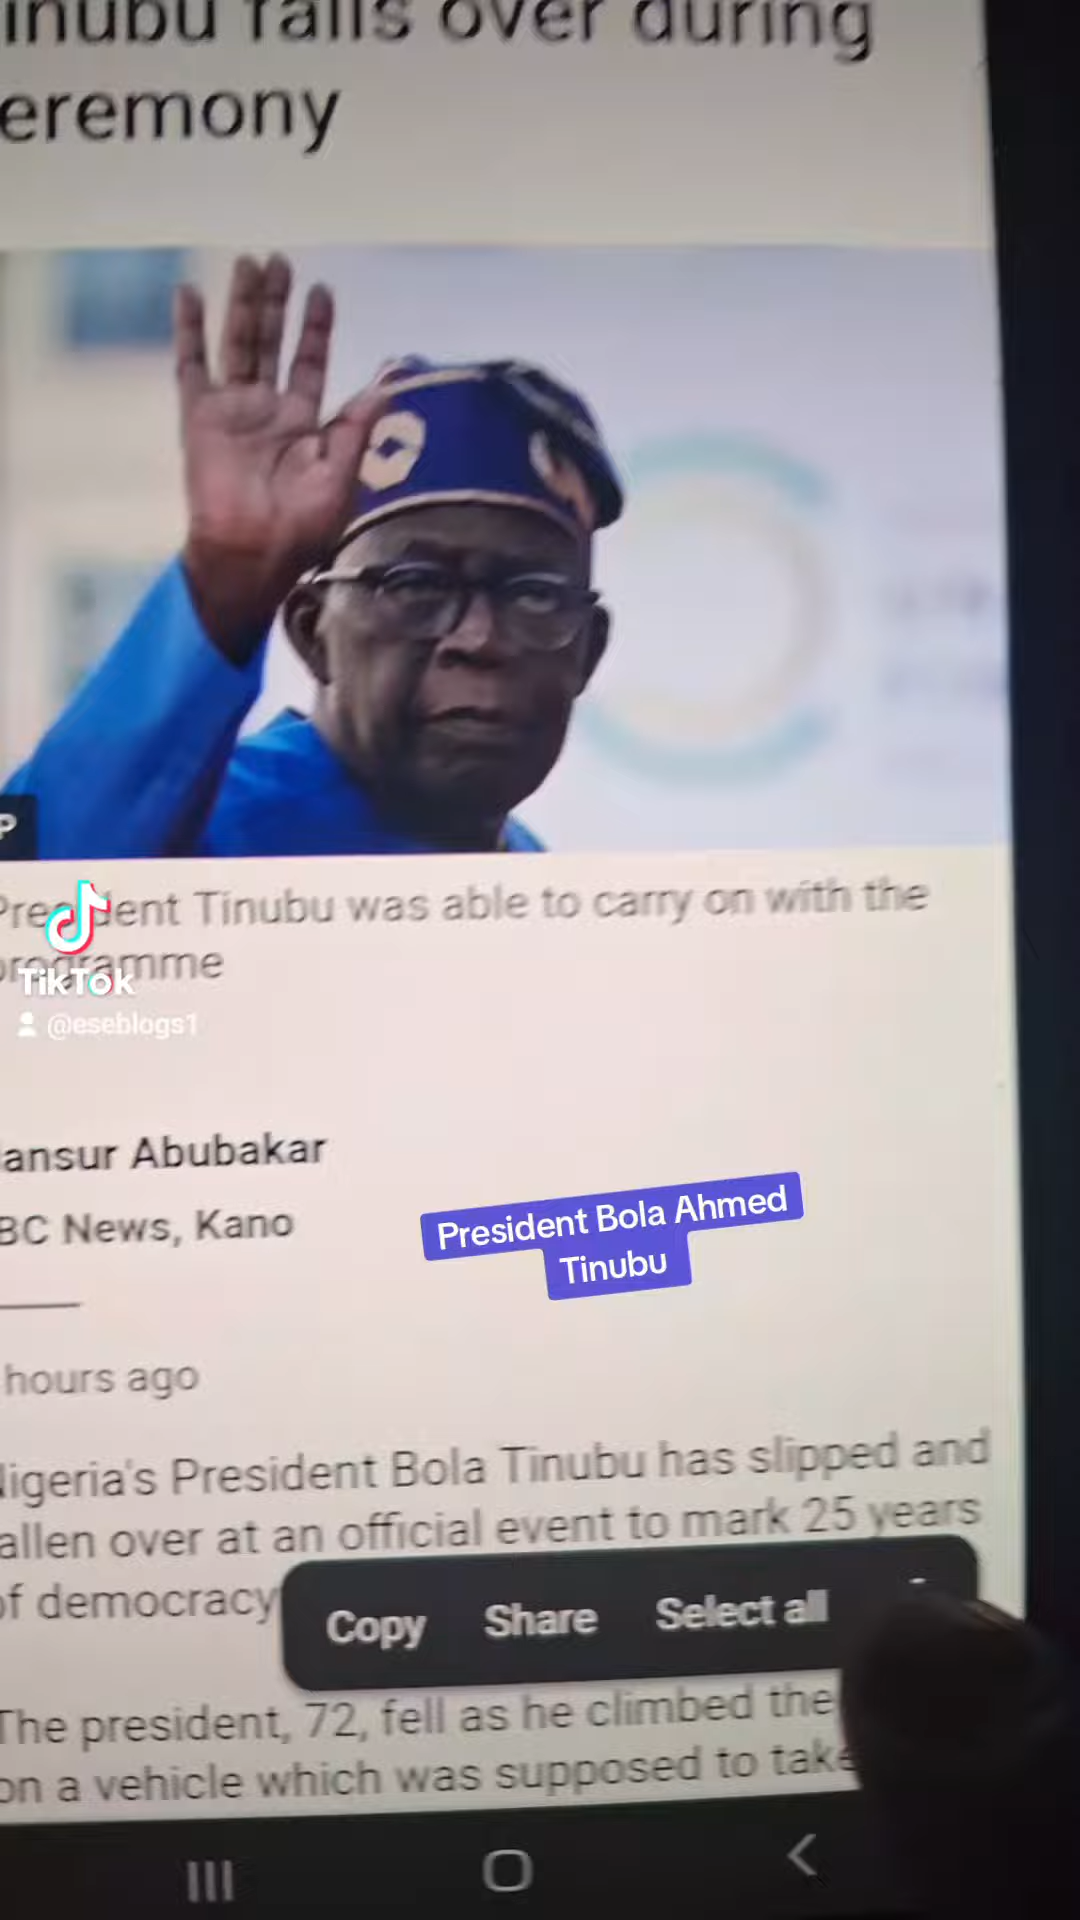 inubu falls over during
eremony
P
President Tinubu was able to carry on with the
programme
TikTok
@eseblogs1
ansur Abubakar
BC News, Kano
President Bola Ahmed
Tinubu
hours ago
Nigeria's President Bola Tinubu has slipped and
allen over at an official event to mark 25 years
of democracy
Copy Share Select all
The president, 72, fell as he climbed the
on a vehicle which was supposed to take